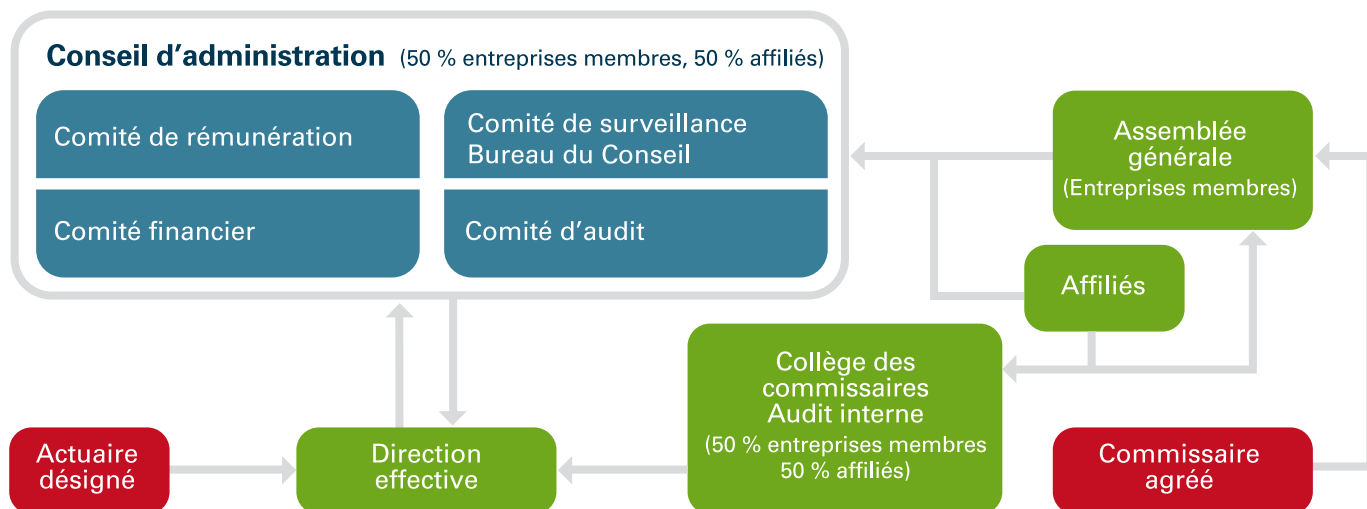 Conseil d’administration (50 % entreprises membres, 50 % affiliés)
Comité de rémunération
Comité de surveillance
Bureau du Conseil
Comité financier
Comité d’audit
Assemblée
générale
(Entreprises membres)
Affiliés
Collège des
commissaires
Audit interne
(50 % entreprises membres
50 % affiliés)
Actuaire
désigné
Direction
effective
Commissaire
agréé